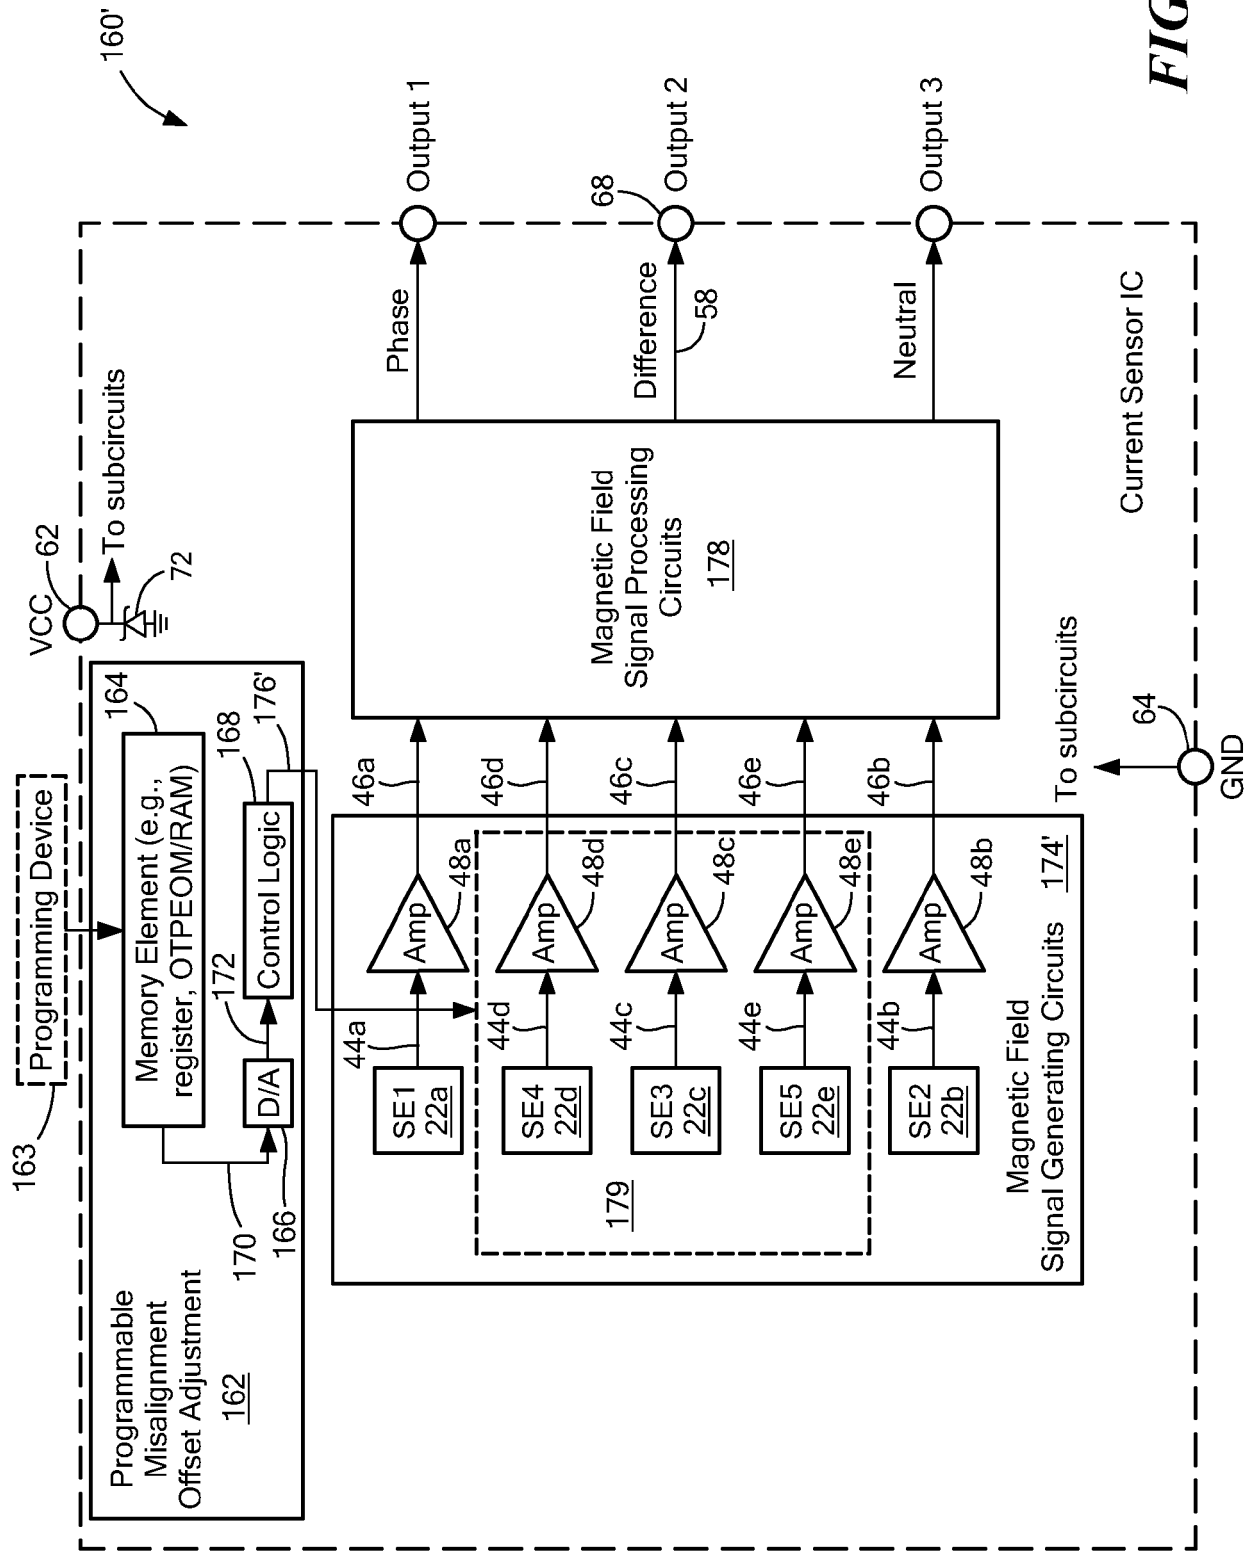 160'
163
Programming Device
VCC
62
To subcircuits
72
Programmable
Misalignment
Offset Adjustment
162
Memory Element (e.g.,
register, OTPEOM/RAM)
164
170
D/A
166
172
Control Logic
168
176'
SE1
22a
44a
Amp
48a
46a
SE4
22d
44d
Amp
48d
46d
SE3
22c
44c
Amp
48c
46c
SE5
22e
44e
Amp
48e
46e
SE2
22b
44b
Amp
48b
46b
179
Magnetic Field
Signal Generating Circuits
174'
Magnetic Field
Signal Processing
Circuits
178
Phase
Output 1
Difference
58
68
Output 2
Neutral
Output 3
To subcircuits
64
GND
Current Sensor IC
FIG